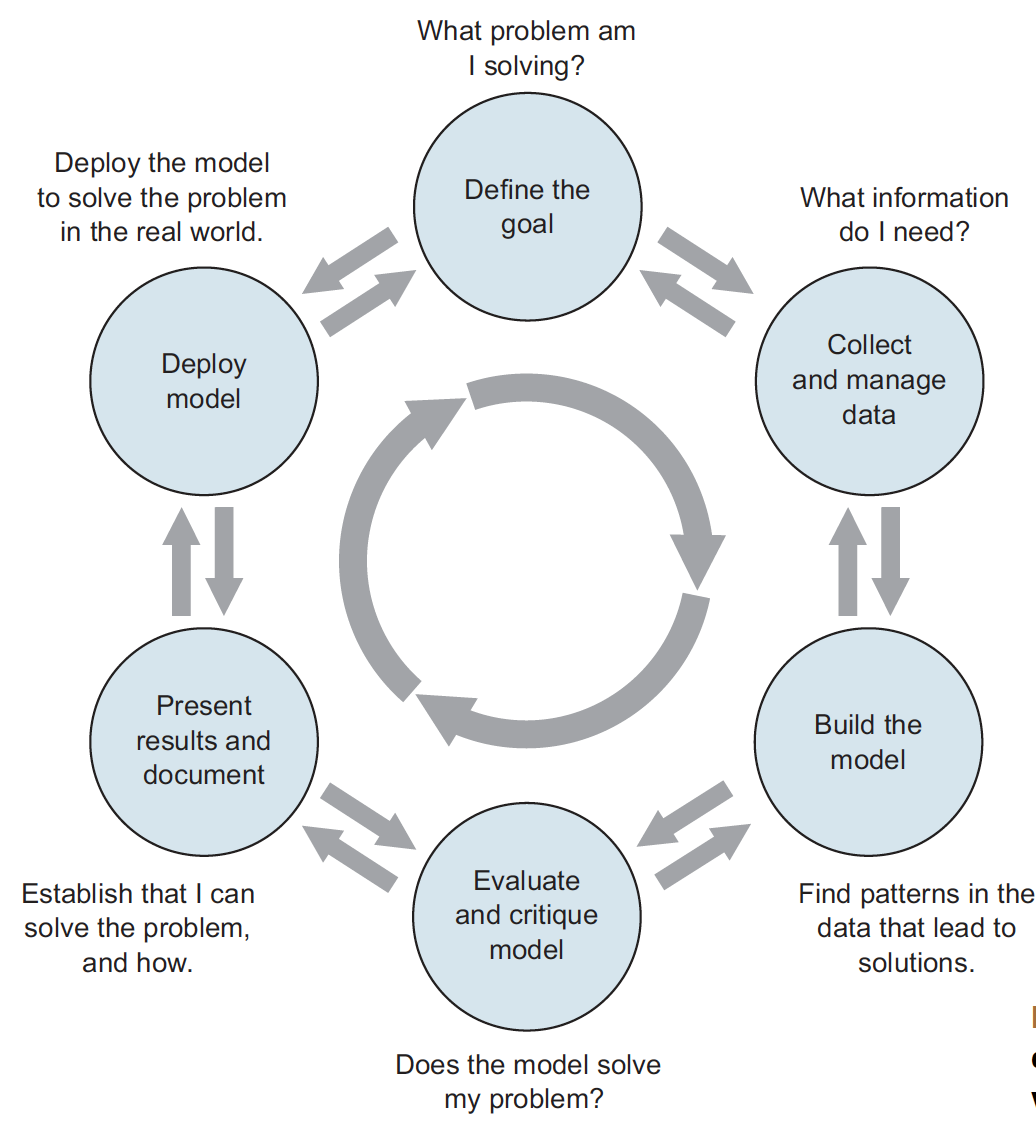 What problem am
I solving?
Define the
goal
What information
do I need?
Collect
and manage
data
Build the
model
Find patterns in the
data that lead to
solutions.
Evaluate
and critique
model
Does the model solve
my problem?
Present
results and
document
Establish that I can
solve the problem,
and how.
Deploy the model
to solve the problem
in the real world.
Deploy
model